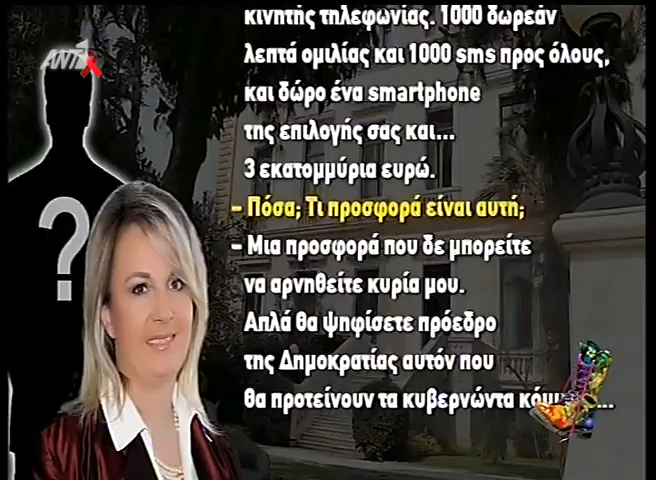 ΑΝΤ1
κινητής τηλεφωνίας. 1000 δωρεάν
λεπτά ομιλίας και 1000 sms προς όλους,
και δώρο ένα smartphone
της επιλογής σας και...
3 εκατομμύρια ευρώ.
– Πόσα; Τι προσφορά είναι αυτή;
– Μια προσφορά που δε μπορείτε
να αρνηθείτε κυρία μου.
Απλά θα ψηφίσετε πρόεδρο
της Δημοκρατίας αυτόν που
θα προτείνουν τα κυβερνώντα
?